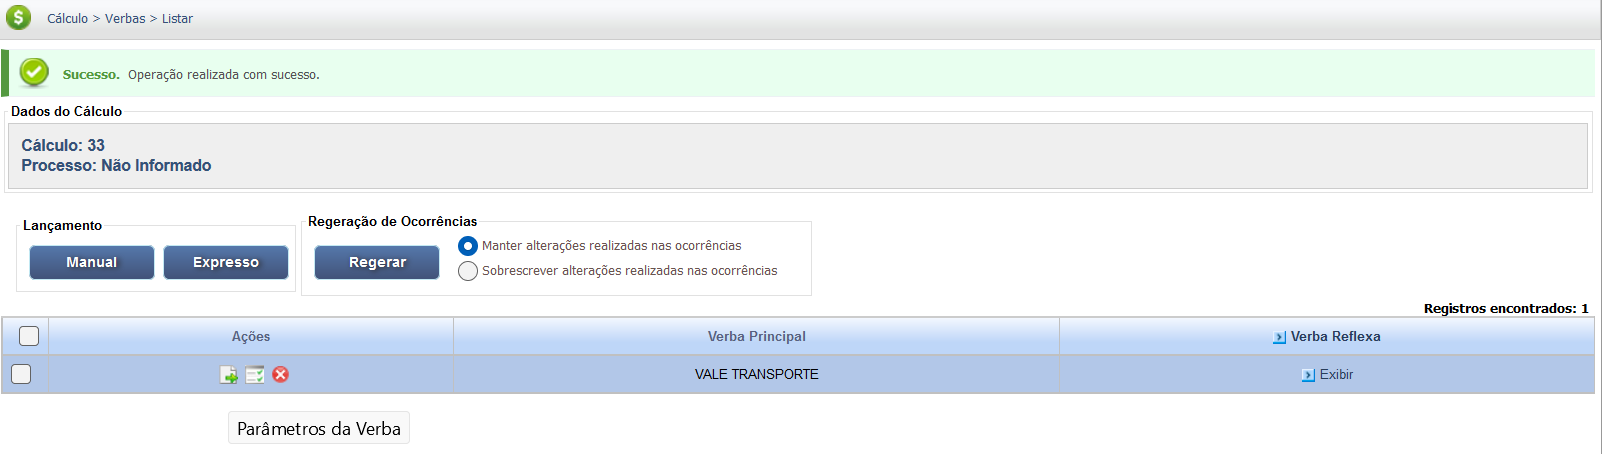 Cálculo > Verbas > Listar
Sucesso. Operação realizada com sucesso.
Dados do Cálculo
Cálculo: 33
Processo: Não Informado
Lançamento
Manual
Expresso
Regeração de Ocorrências
Regerar
Manter alterações realizadas nas ocorrências
Sobrescrever alterações realizadas nas ocorrências
Registros encontrados: 1
Ações Verba Principal Verba Reflexa
VALE TRANSPORTE Exibir
Parâmetros da Verba